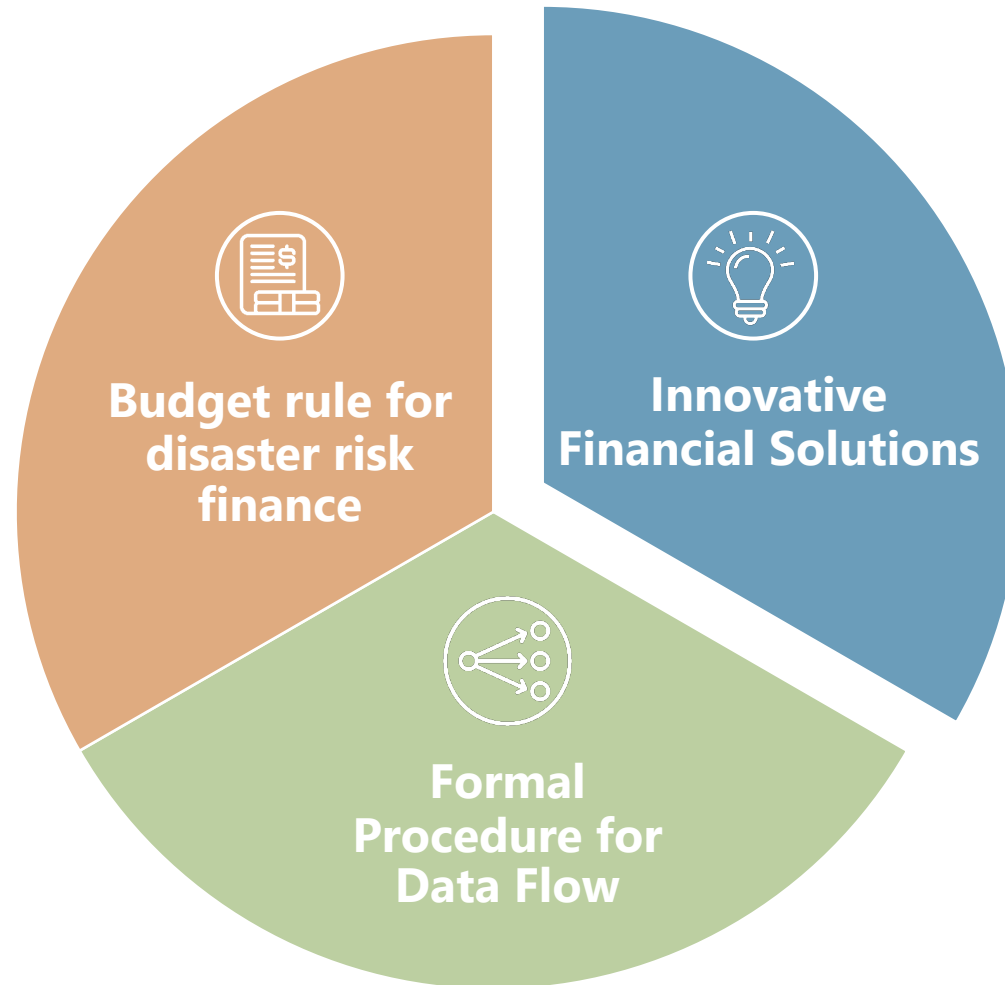 Budget rule for
disaster risk
finance
Innovative
Financial Solutions
Formal
Procedure for
Data Flow